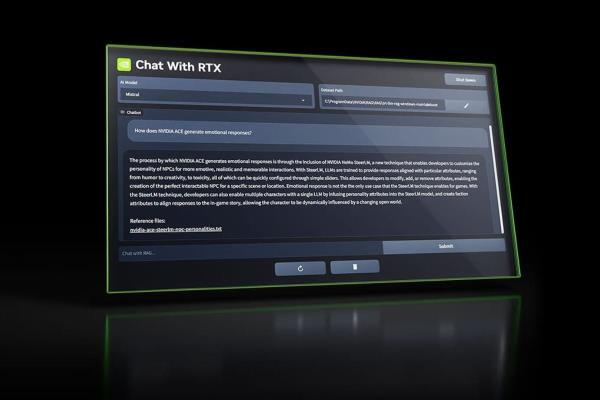 Chat With RTX
Shut Down
AI Model
Mistral
Dataset Path
Chatbot
How does NVIDIA ACE generate emotional responses?
The process by which NVIDIA ACE generates emotional responses is through the inclusion of NVIDIA NeMo SteerLM, a new technique that enables developers to customize the
personality of NPCs for more emotive, realistic and memorable interactions. With SteerLM, LLMs are trained to provide responses aligned with particular attributes, ranging
from humor to creativity, to toxicity, all of which can be quickly configured through simple sliders. This allows developers to modify, add, or remove attributes, enabling the
creation of the perfect interactable NPC for a specific scene or location. Emotional response is not the the only use case that the SteerLM technique enables for games. With
the SteerLM technique, developers can also enable multiple characters with a single LLM by infusing personality attributes into the SteerLM model, and create faction
attributes to align responses to the in-game story, allowing the character to be dynamically influenced by a changing open world.
Reference files:
nvidia-ace-steerlm-npc-personalities.txt
Chat with RAG...
Submit